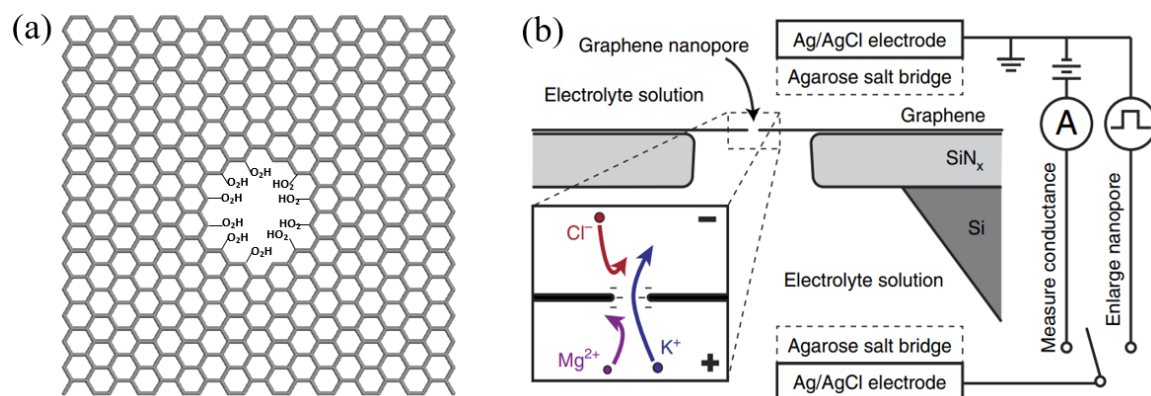 (a)
O₂H
O₂H
HO₂
O₂H
HO₂
O₂H
HO₂
O₂H
HO₂
O₂H
(b)
Graphene nanopore
Electrolyte solution
Ag/AgCl electrode
Agarose salt bridge
Graphene
SiNₓ
Si
A
Measure conductance
Enlarge nanopore
Cl⁻
−
Mg²⁺
K⁺
+
Electrolyte solution
Agarose salt bridge
Ag/AgCl electrode